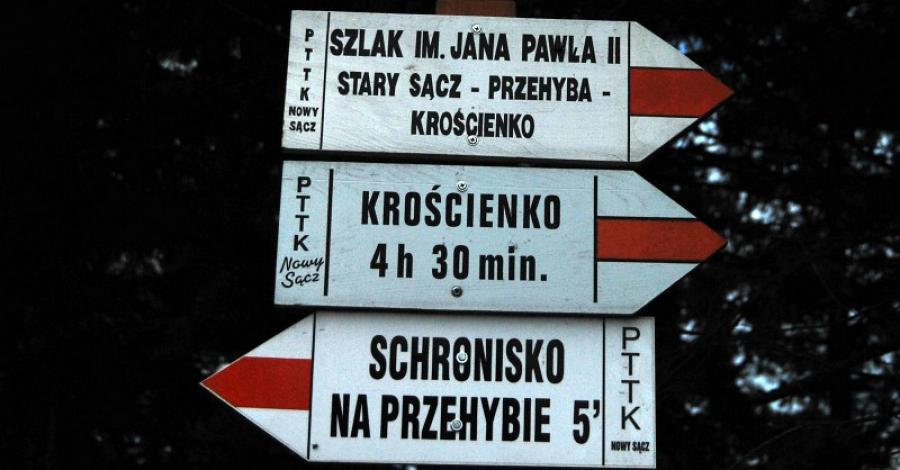 PTTK
NOWY
SĄCZ
SZLAK IM. JANA PAWŁA II
STARY SĄCZ - PRZEHYBA -
KROŚCIENKO
PTTK
Nowy
Sącz
KROŚCIENKO
4 h 30 min.
SCHRONISKO
NA PRZEHYBIE 5'
PTTK
NOWY SĄCZ